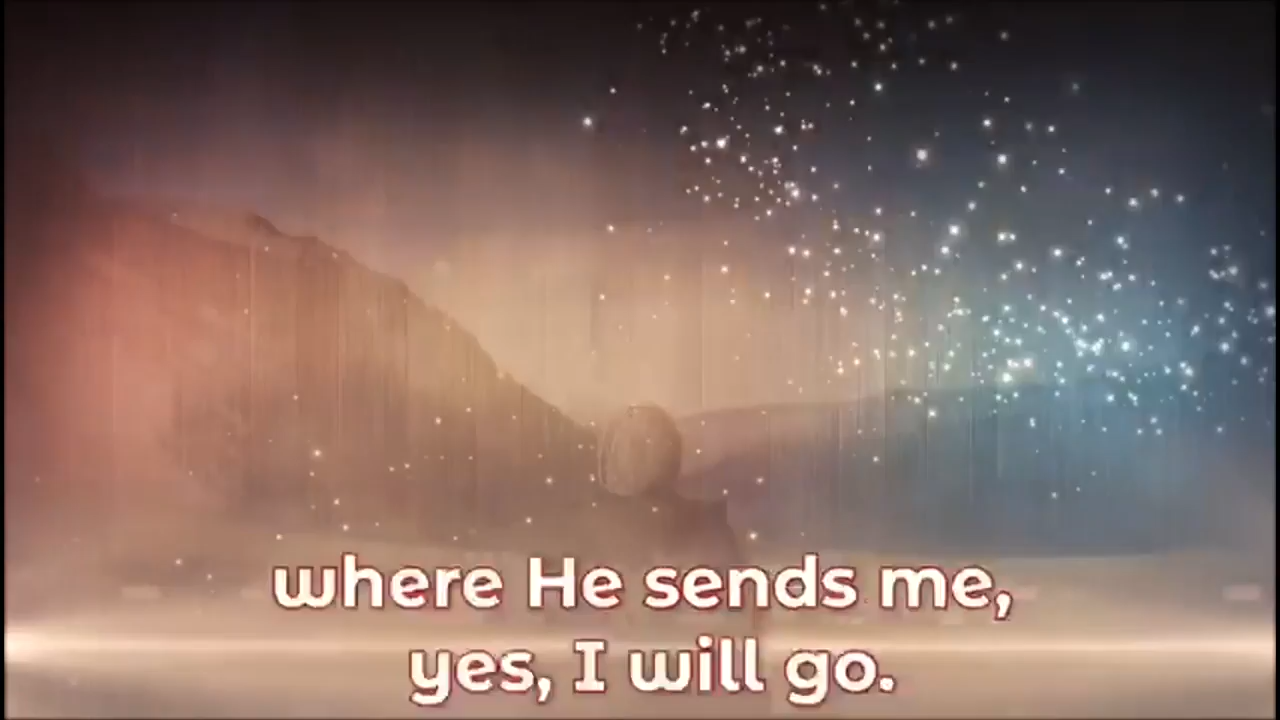 where He sends me,
yes, I will go.